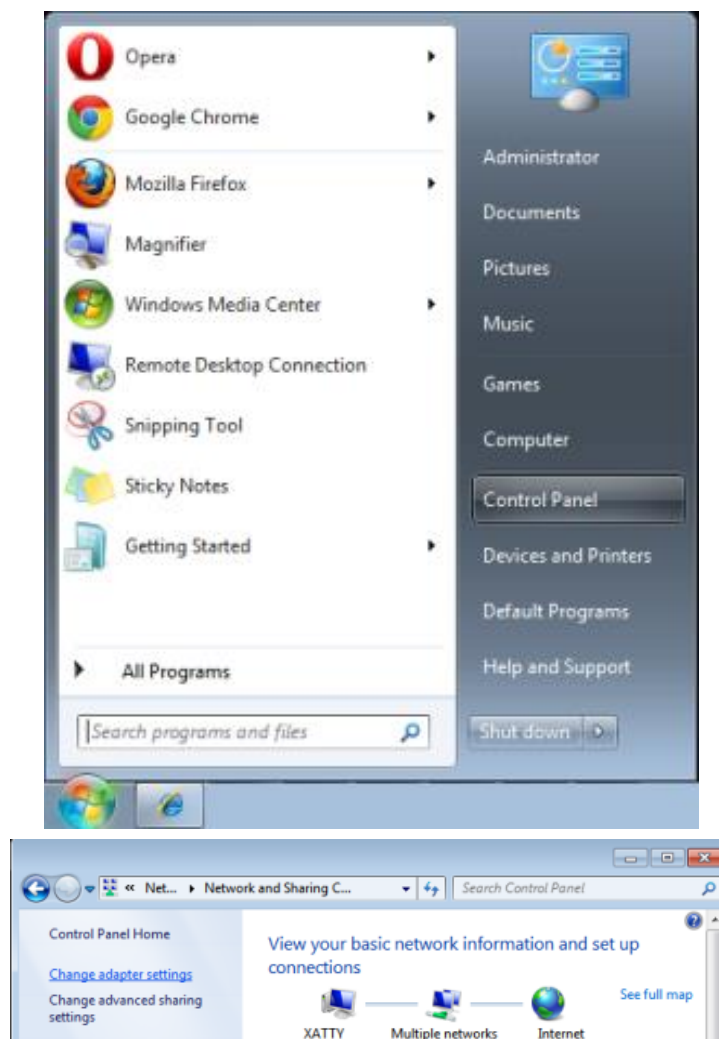 Opera
Google Chrome
Mozilla Firefox
Magnifier
Windows Media Center
Remote Desktop Connection
Snipping Tool
Sticky Notes
Getting Started
All Programs
Search programs and files
Administrator
Documents
Pictures
Music
Games
Computer
Control Panel
Devices and Printers
Default Programs
Help and Support
Shut down
« Net... Network and Sharing C...
Search Control Panel
Control Panel Home
Change adapter settings
Change advanced sharing
settings
View your basic network information and set up
connections
See full map
XATTY
Multiple networks
Internet